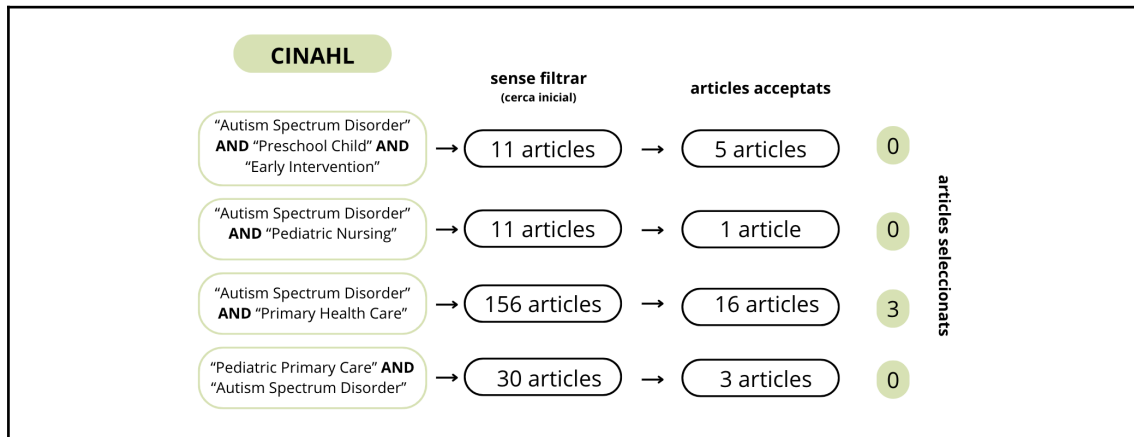 CINAHL
sense filtrar
(cerca inicial)
articles acceptats
“Autism Spectrum Disorder”
AND “Preschool Child” AND
“Early Intervention”
→
11 articles
→
5 articles
0
“Autism Spectrum Disorder”
AND “Pediatric Nursing”
→
11 articles
→
1 article
0
“Autism Spectrum Disorder”
AND “Primary Health Care”
→
156 articles
→
16 articles
3
“Pediatric Primary Care” AND
“Autism Spectrum Disorder”
→
30 articles
→
3 articles
0
articles seleccionats